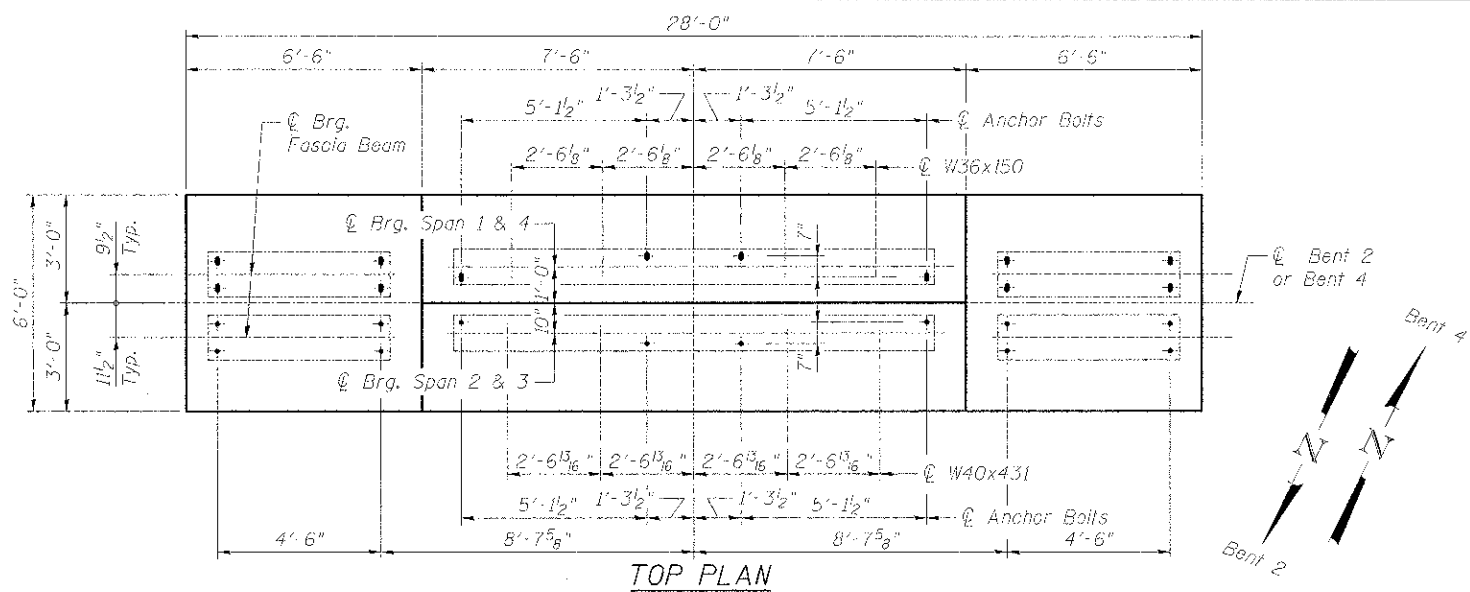 28'-0"
6'-6" 7'-6" 7'-6" 6'-6"
1'-3½" 1'-3½"
5'-1½" 5'-1½" ℄ Anchor Bolts
℄ Brg.
Fascia Beam
2'-6⅛" 2'-6⅛" 2'-6⅛" 2'-6⅛" ℄ W36x150
6'-0"
3'-0"
9½"
Typ.
℄ Brg. Span 1 & 4
7"
1'-0"
℄ Bent 2
or Bent 4
3'-0"
11½"
Typ.
10"
7"
℄ Brg. Span 2 & 3
Bent 4
N N
Bent 2
2'-6¹³⁄₁₆" 2'-6¹³⁄₁₆" 2'-6¹³⁄₁₆" 2'-6¹³⁄₁₆" ℄ W40x431
1'-3½" 1'-3½"
5'-1½" 5'-1½" ℄ Anchor Bolts
4'-6" 8'-7⅝" 8'-7⅝" 4'-6"
TOP PLAN